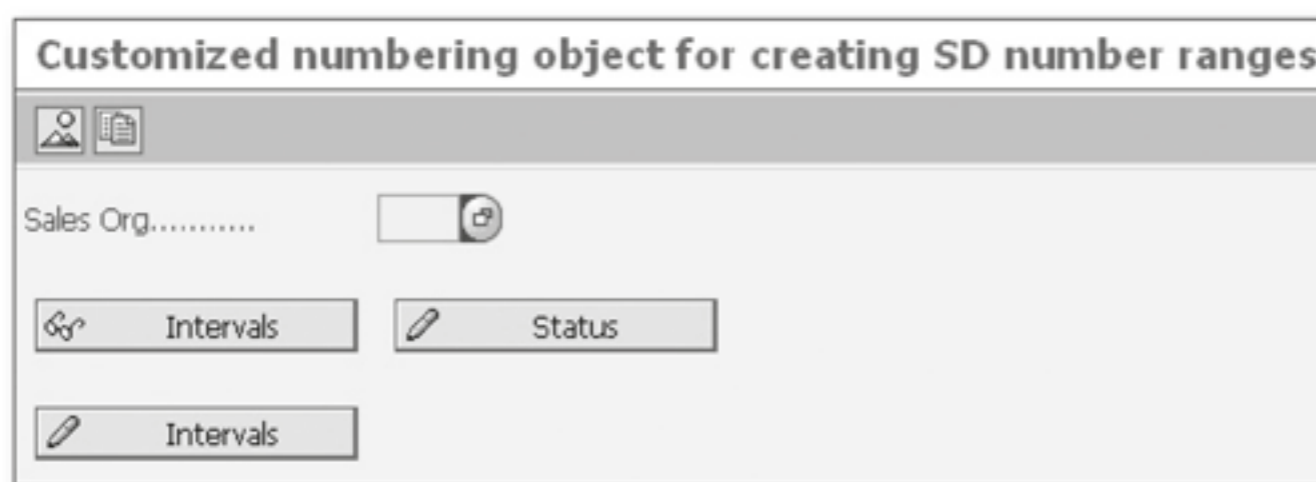 Customized numbering object for creating SD number ranges
Sales Org...........
Intervals Status
Intervals